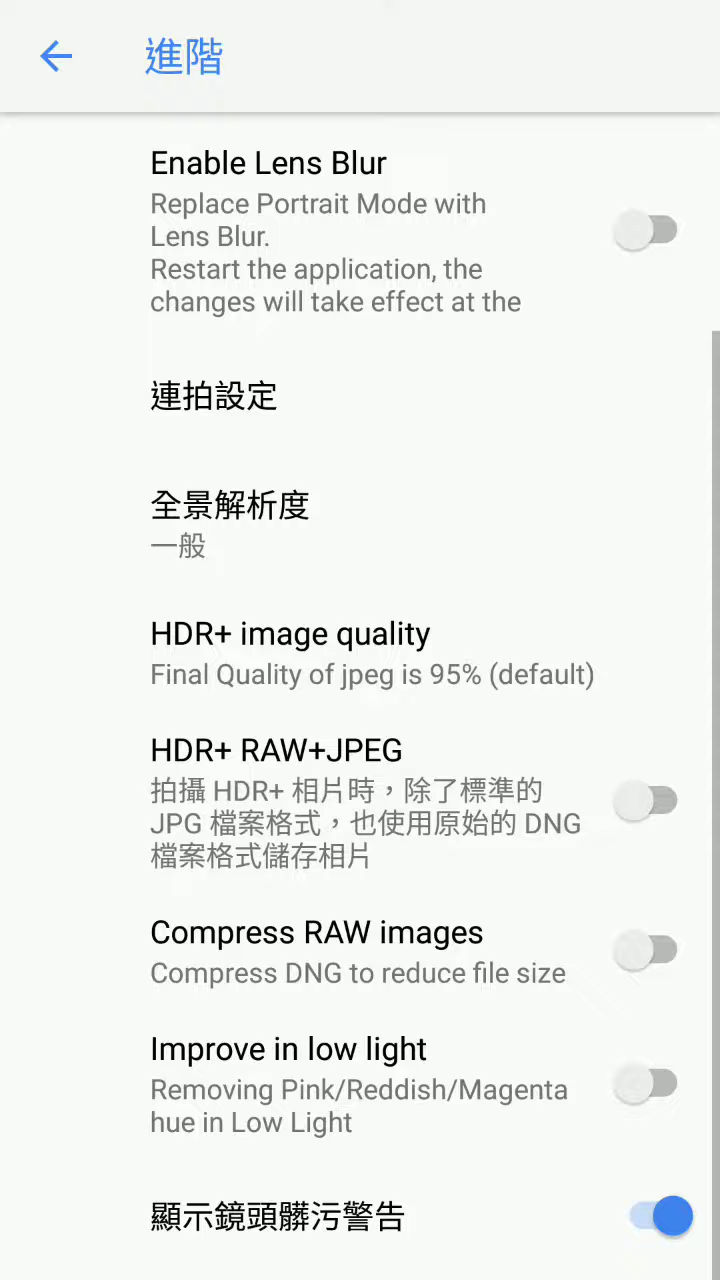 進階
Enable Lens Blur
Replace Portrait Mode with
Lens Blur.
Restart the application, the
changes will take effect at the
連拍設定
全景解析度
一般
HDR+ image quality
Final Quality of jpeg is 95% (default)
HDR+ RAW+JPEG
拍攝 HDR+ 相片時，除了標準的
JPG 檔案格式，也使用原始的 DNG
檔案格式儲存相片
Compress RAW images
Compress DNG to reduce file size
Improve in low light
Removing Pink/Reddish/Magenta
hue in Low Light
顯示鏡頭髒污警告